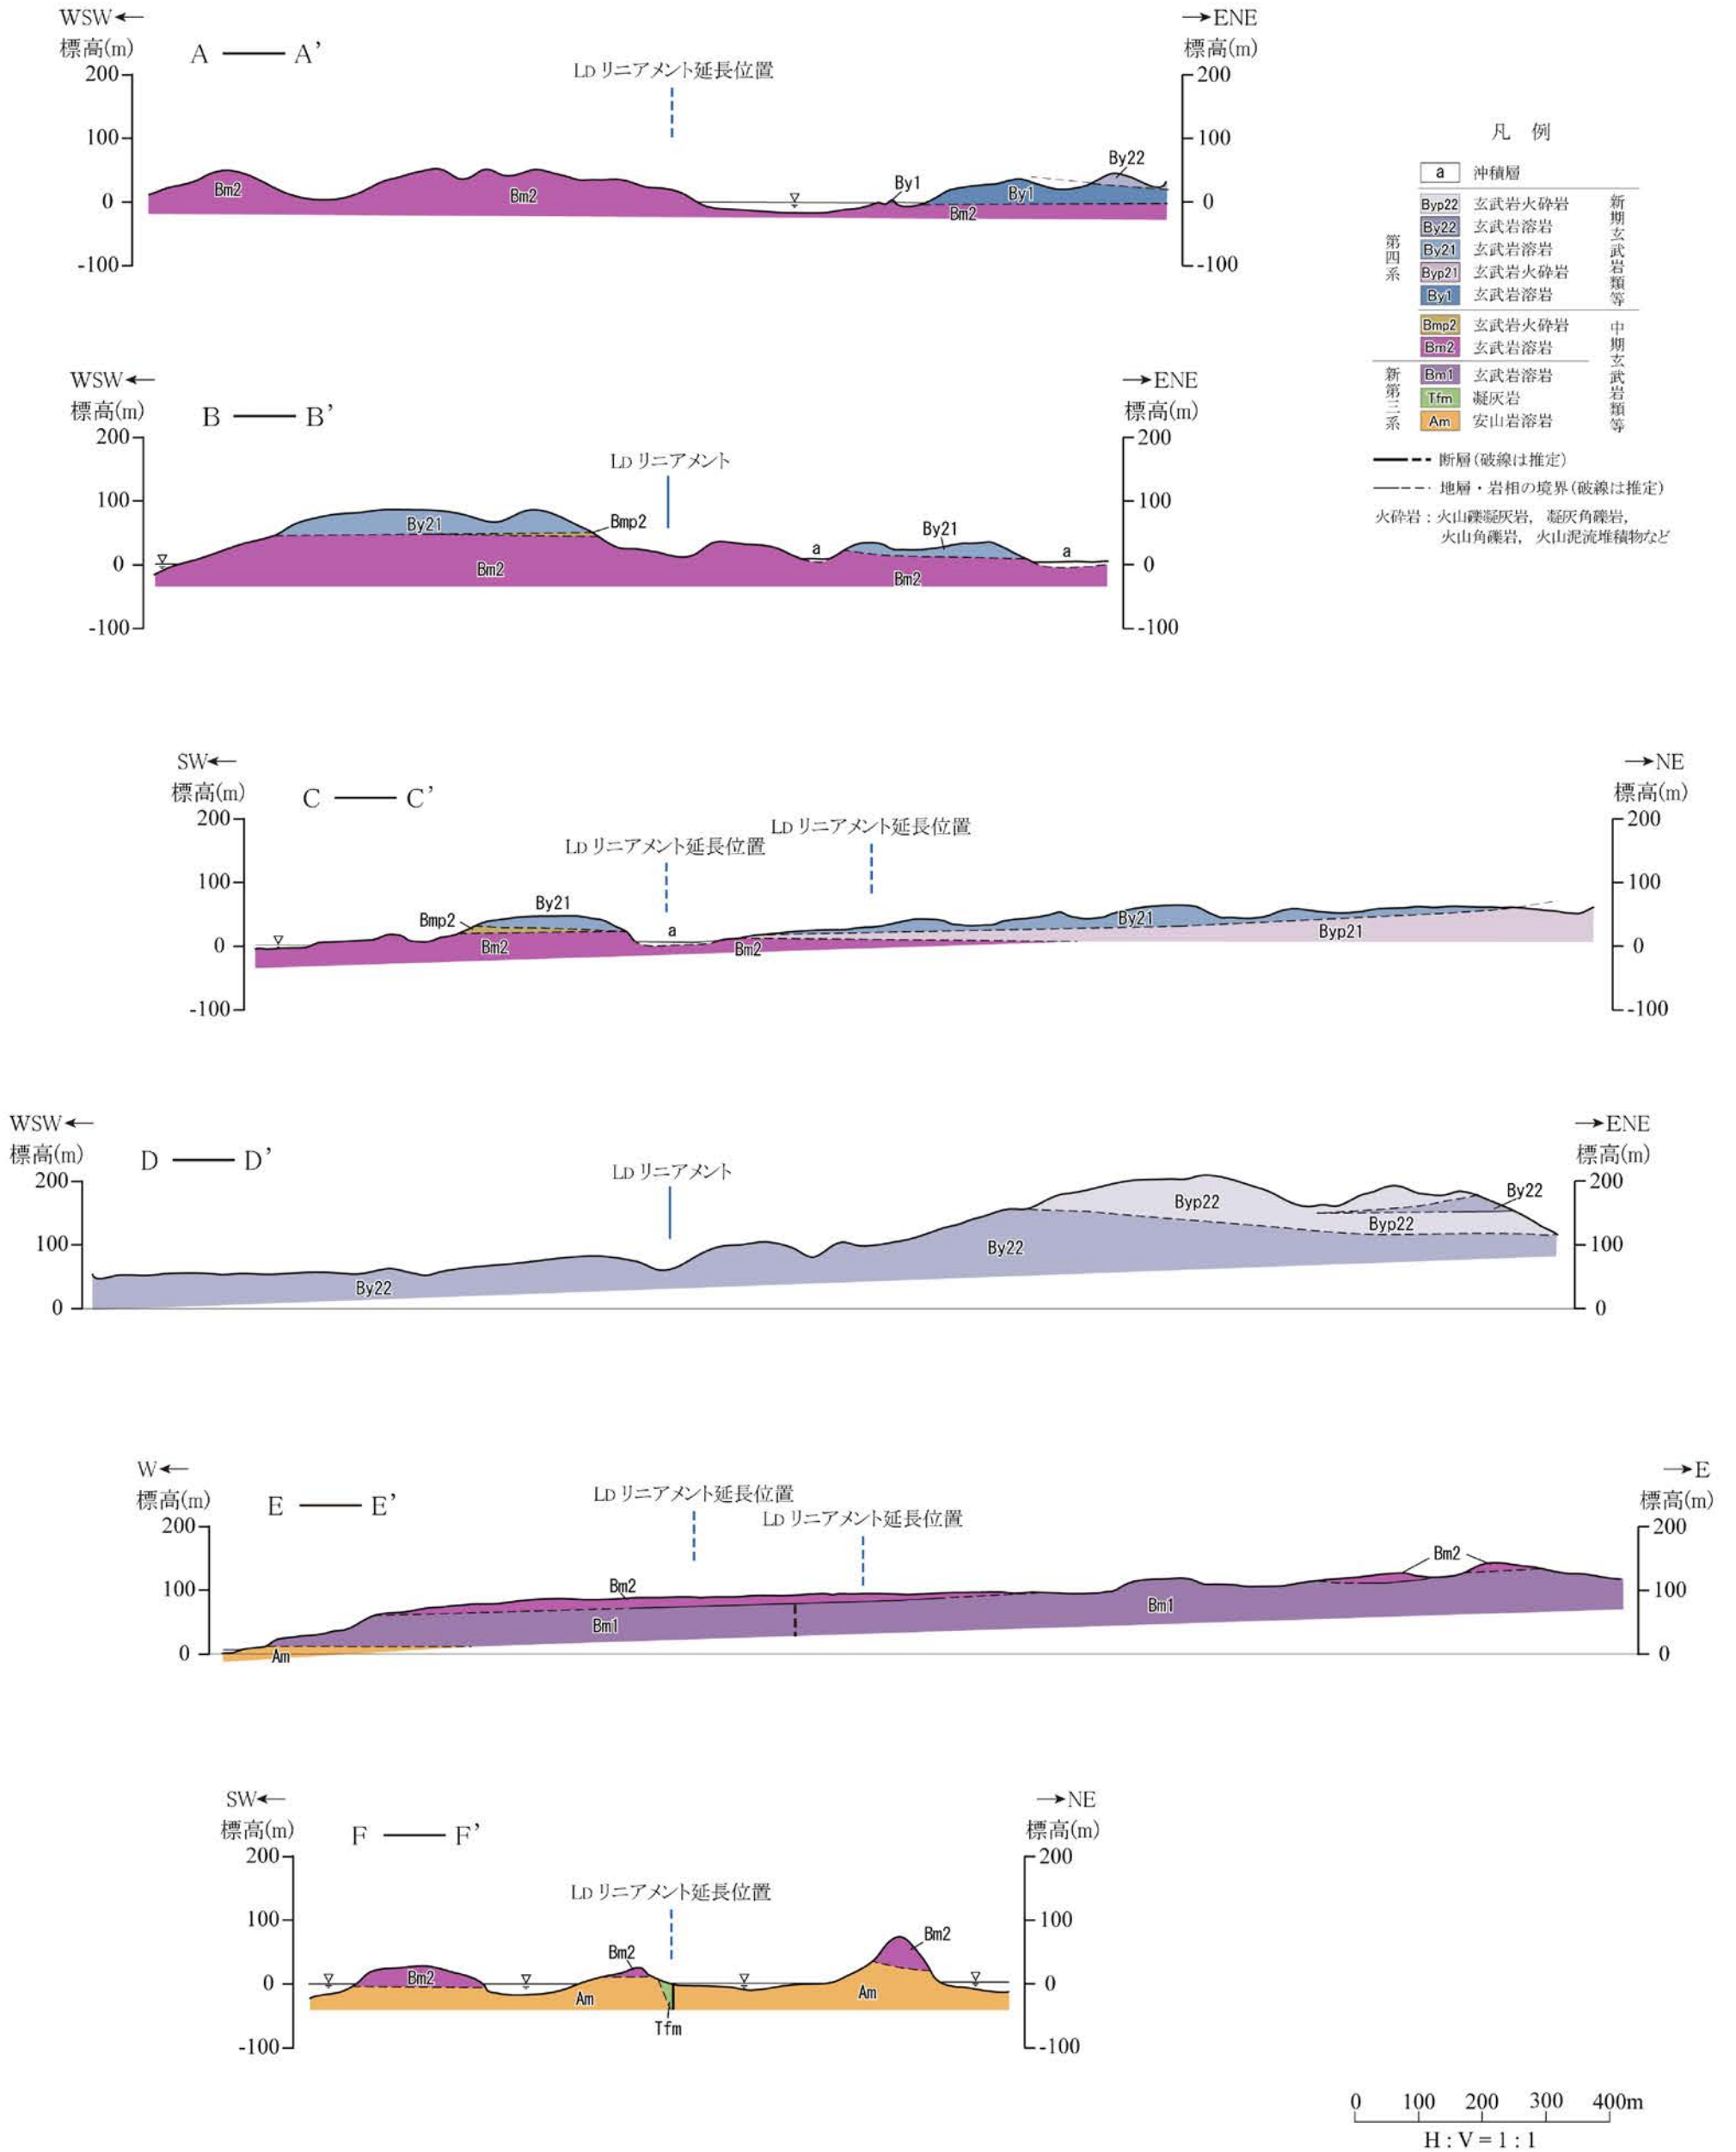 WSW← →ENE
標高(m) A —— A’ 標高(m)
LD リニアメント延長位置
200 200
100 100
0 0
-100 -100
Bm2 Bm2 By1 By1 By22 Bm2
凡 例
a 沖積層
Byp22 玄武岩火砕岩
By22 玄武岩溶岩
By21 玄武岩溶岩
Byp21 玄武岩火砕岩
By1 玄武岩溶岩
Bmp2 玄武岩火砕岩
Bm2 玄武岩溶岩
Bm1 玄武岩溶岩
Tfm 凝灰岩
Am 安山岩溶岩
第四系
新第三系
新期玄武岩類等
中期玄武岩類等
断層(破線は推定)
地層・岩相の境界(破線は推定)
火砕岩：火山礫凝灰岩，凝灰角礫岩，
火山角礫岩，火山泥流堆積物など
WSW← →ENE
標高(m) B —— B’ 標高(m)
LD リニアメント
200 200
100 100
0 0
-100 -100
By21 Bmp2 Bm2 a By21 Bm2 a
SW← →NE
標高(m) C —— C’ 標高(m)
LD リニアメント延長位置
LD リニアメント延長位置
200 200
100 100
0 0
-100 -100
Bmp2 By21 Bm2 a Bm2 By21 Byp21
WSW← →ENE
標高(m) D —— D’ 標高(m)
LD リニアメント
200 200
100 100
0 0
By22 By22 Byp22 Byp22 By22
W← →E
標高(m) E —— E’ 標高(m)
LD リニアメント延長位置
LD リニアメント延長位置
200 200
100 100
0 0
Am Bm2 Bm1 Bm1 Bm2
SW← →NE
標高(m) F —— F’ 標高(m)
LD リニアメント延長位置
200 200
100 100
0 0
-100 -100
Bm2 Am Bm2 Tfm Am Bm2
0 100 200 300 400m
H : V = 1 : 1